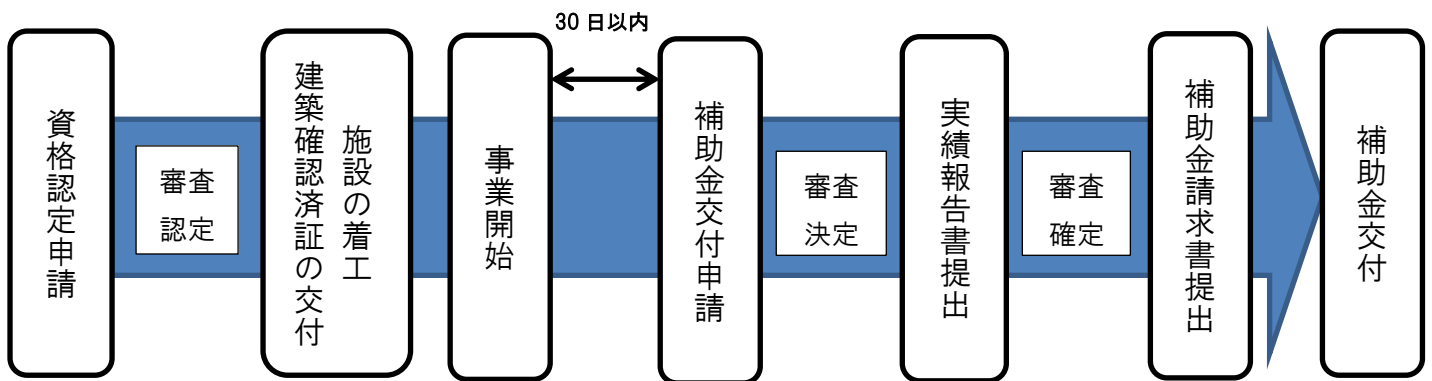 30日以内
資格認定申請
審査
認定
施設の着工
建築確認済証の交付
事業開始
補助金交付申請
審査
決定
実績報告書提出
審査
確定
補助金請求書提出
補助金交付